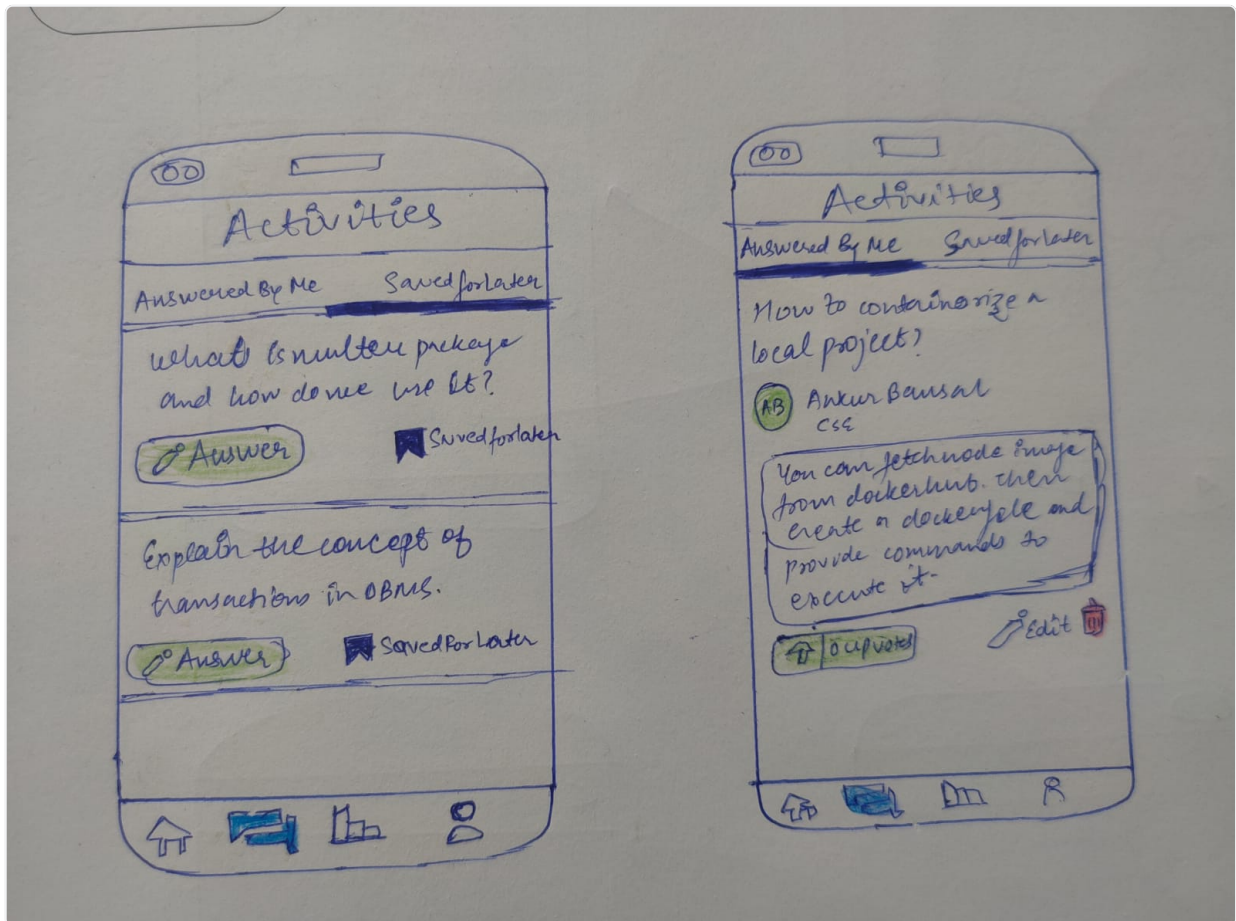 Activities
Answered By Me Saved for Later
What is multer package
and how do we use it?
Answer Saved for later
Explain the concept of
transactions in DBMS.
Answer Saved For Later
Activities
Answered By Me Saved for Later
How to containorize a
local project?
AB Ankur Bansal
CSE
You can fetch node image
from dockerhub. then
create a dockerfile and
provide commands to
execute it.
upvotes Edit